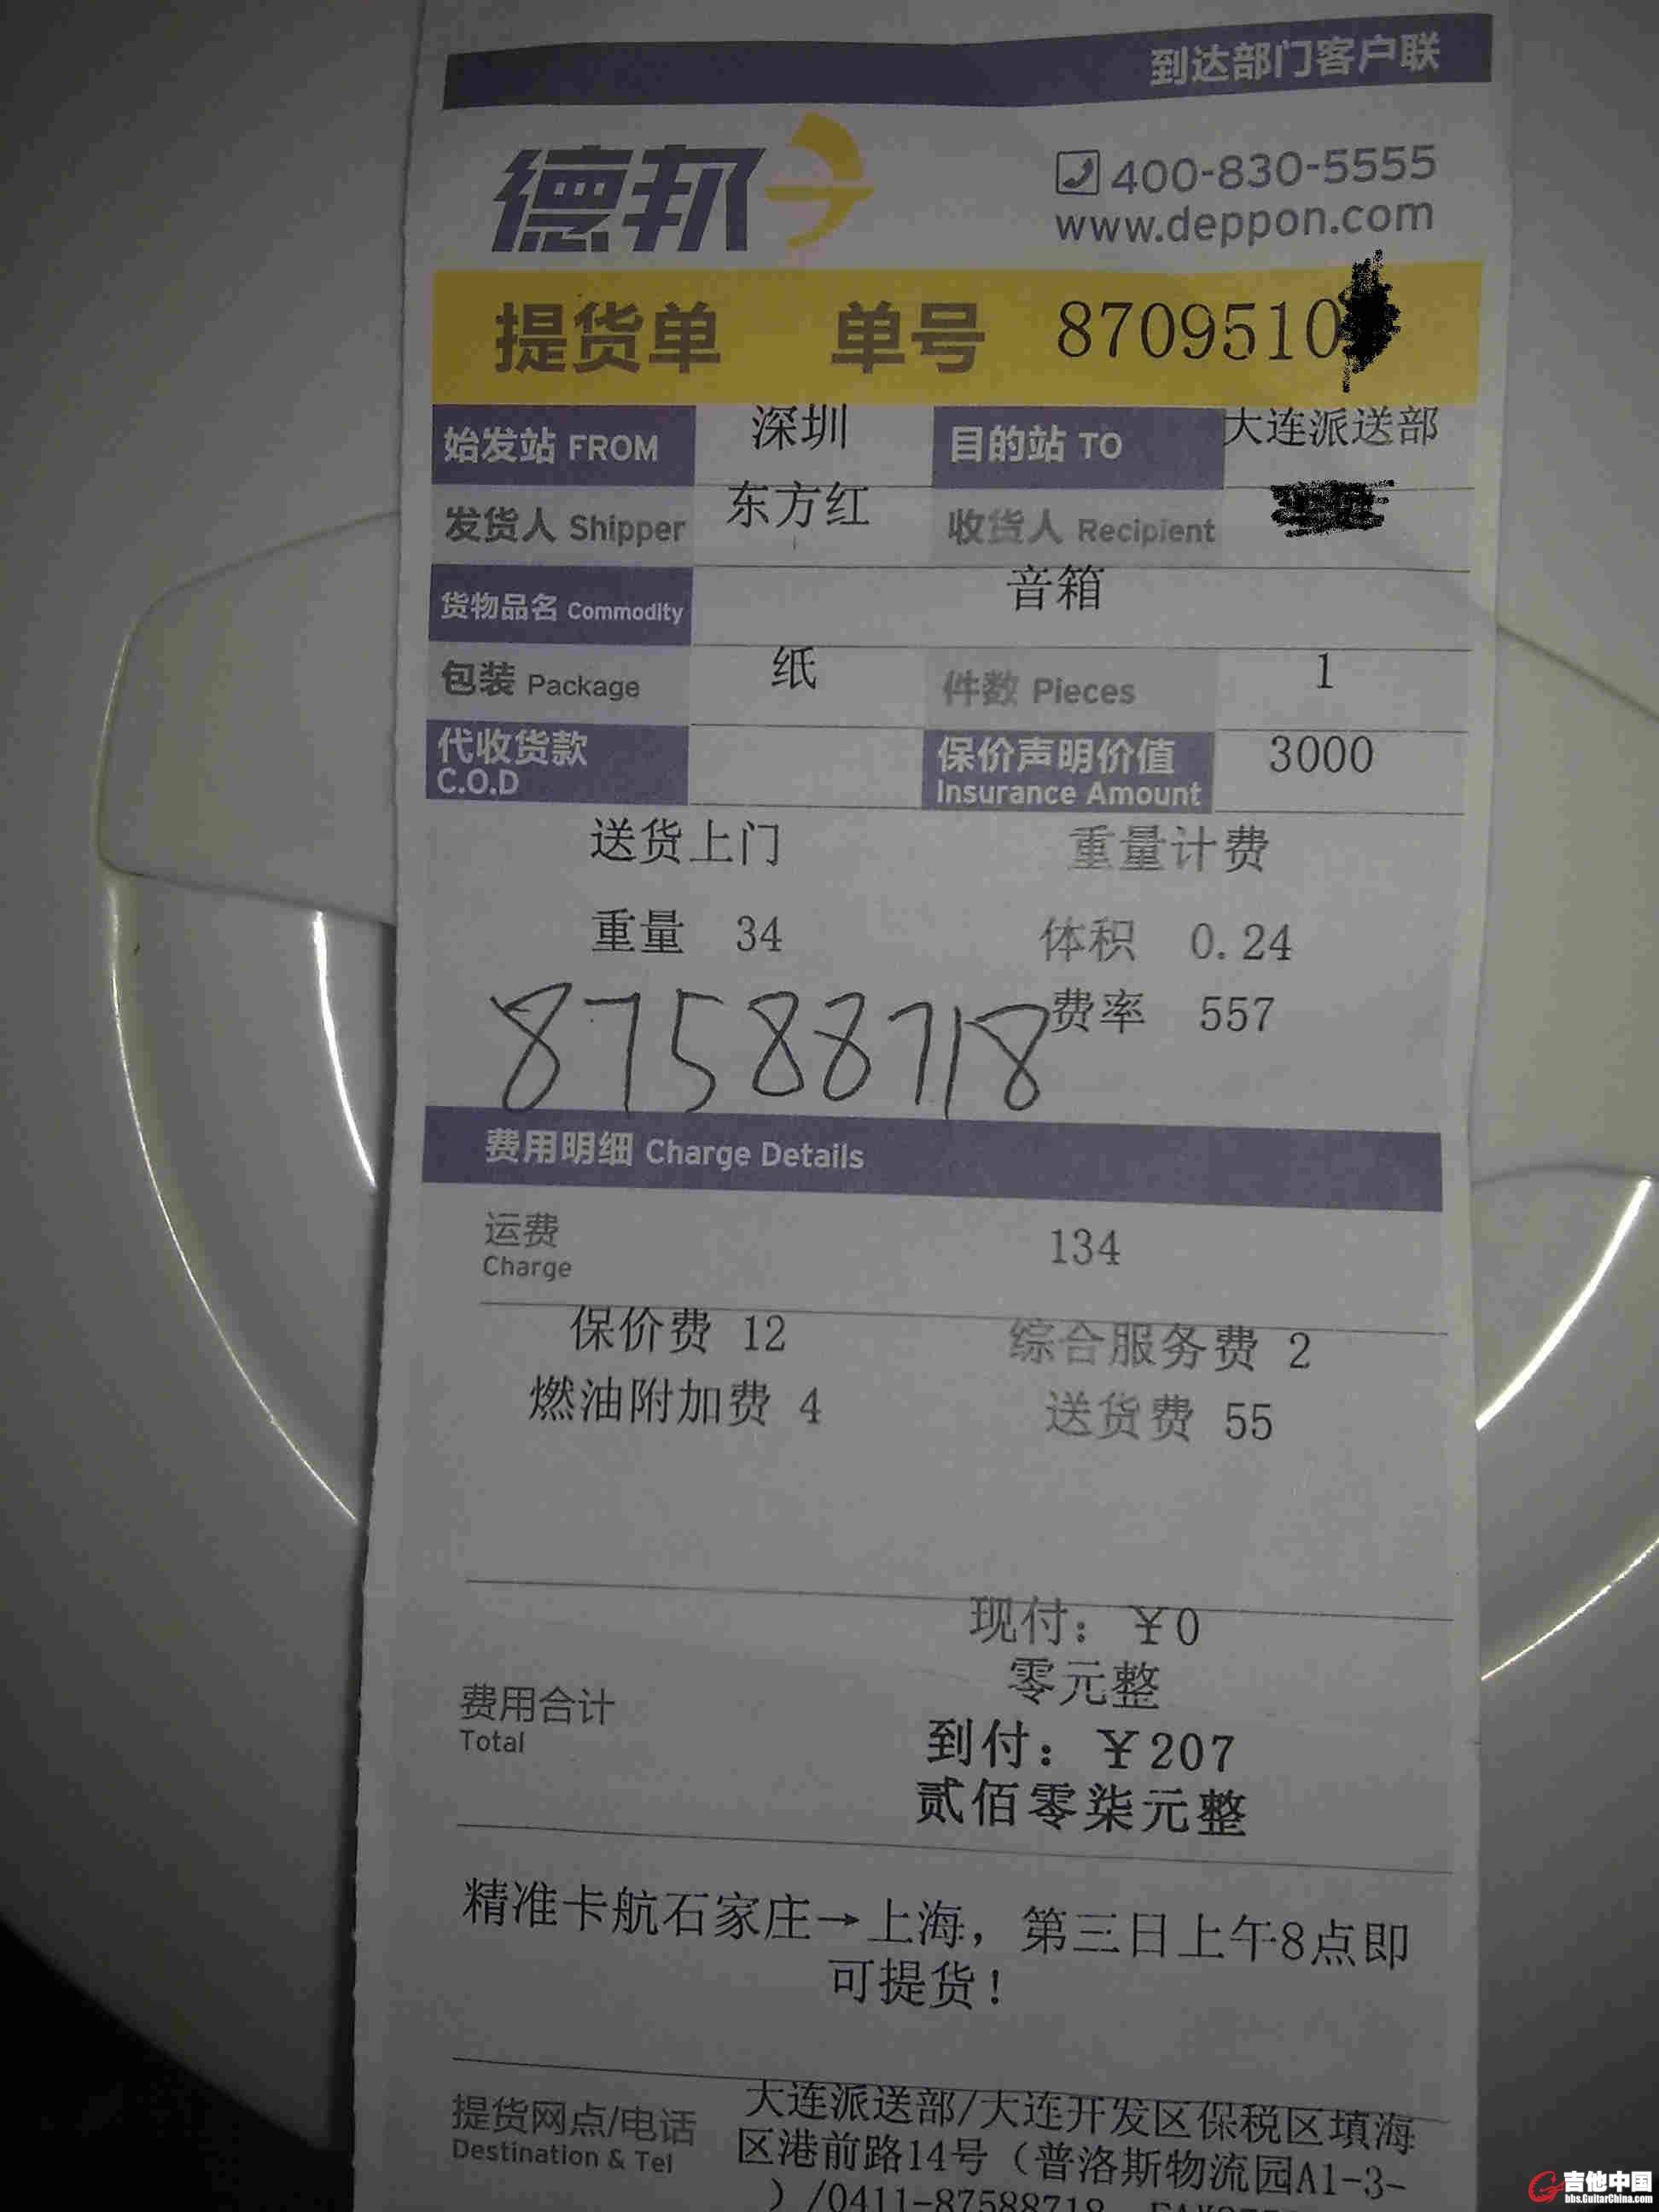 到达部门客户联
德邦
400-830-5555
www.deppon.com
提货单 单号 8709510
始发站 FROM 深圳 目的站 TO 大连派送部
发货人 Shipper 东方红 收货人 Recipient
货物品名 Commodity 音箱
包装 Package 纸 件数 Pieces 1
代收货款
C.O.D
保价声明价值 3000
Insurance Amount
送货上门 重量计费
重量 34 体积 0.24
费率 557
87588718
费用明细 Charge Details
运费 134
Charge
保价费 12 综合服务费 2
燃油附加费 4 送货费 55
现付：￥0
零元整
费用合计
Total
到付：￥207
贰佰零柒元整
精准卡航石家庄→上海，第三日上午8点即
可提货！
提货网点/电话
Destination & Tel
大连派送部/大连开发区保税区填海
区港前路14号（普洛斯物流园A1-3-
）/0411-87588718
吉他中国
bbs.GuitarChina.com